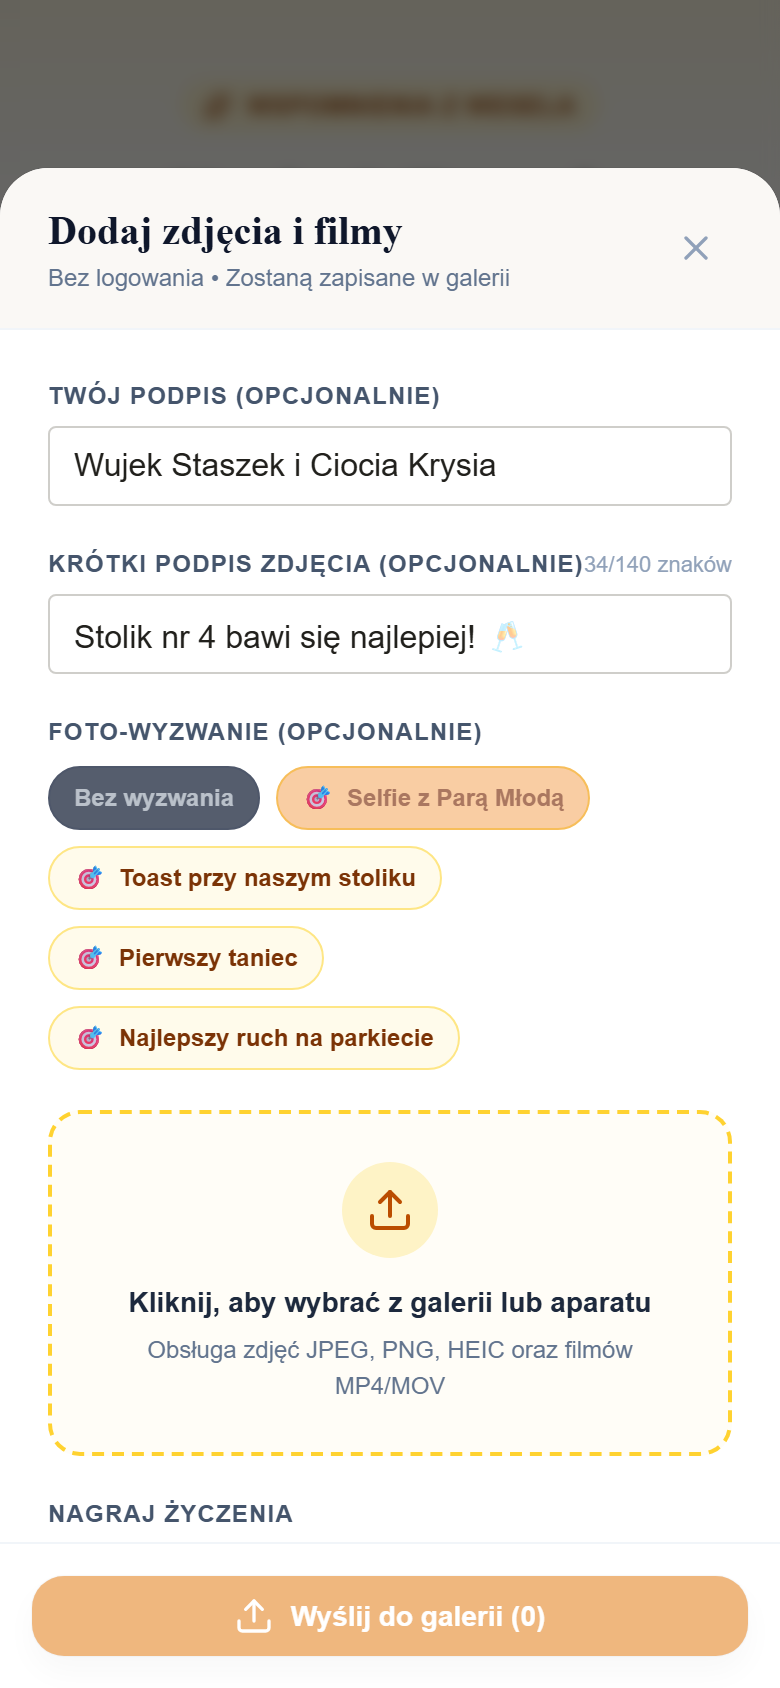 Dodaj zdjęcia i filmy
Bez logowania • Zostaną zapisane w galerii
TWÓJ PODPIS (OPCJONALNIE)
Wujek Staszek i Ciocia Krysia
KRÓTKI PODPIS ZDJĘCIA (OPCJONALNIE) 34/140 znaków
Stolik nr 4 bawi się najlepiej! 🥂
FOTO-WYZWANIE (OPCJONALNIE)
Bez wyzwania 🎯 Selfie z Parą Młodą
🎯 Toast przy naszym stoliku
🎯 Pierwszy taniec
🎯 Najlepszy ruch na parkiecie
Kliknij, aby wybrać z galerii lub aparatu
Obsługa zdjęć JPEG, PNG, HEIC oraz filmów
MP4/MOV
NAGRAJ ŻYCZENIA
Wyślij do galerii (0)